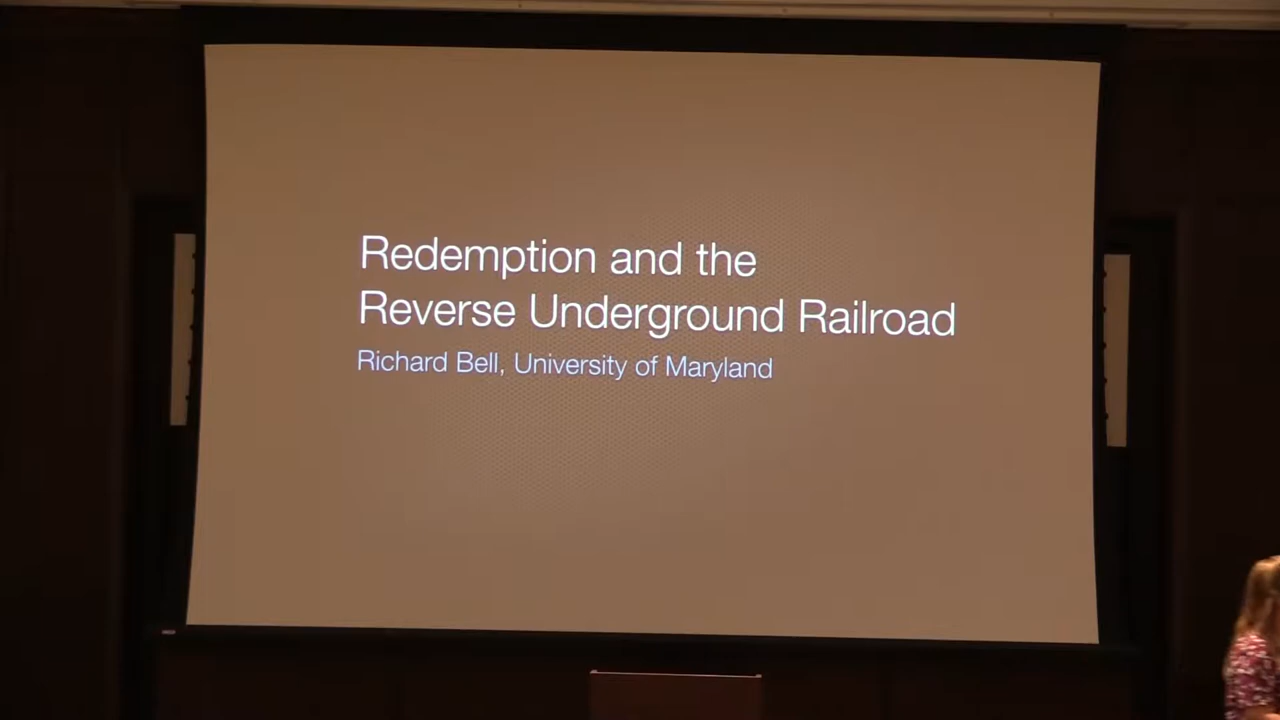 Redemption and the
Reverse Underground Railroad
Richard Bell, University of Maryland